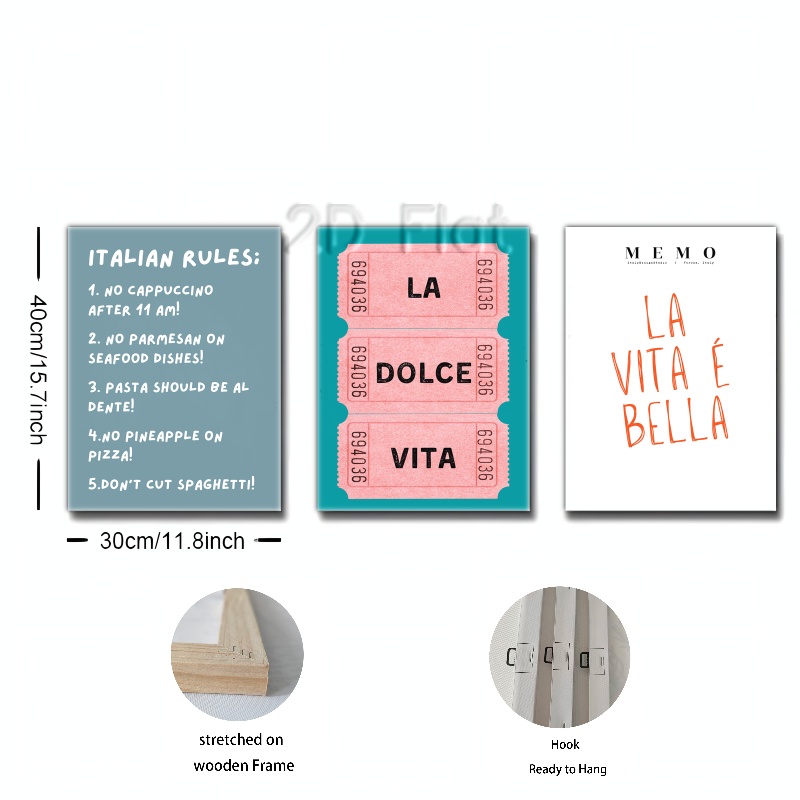 2D Flat
40cm/15.7inch
ITALIAN RULES;
1. NO CAPPUCCINO
AFTER 11 AM!
2. NO PARMESAN ON
SEAFOOD DISHES!
3. PASTA SHOULD BE AL
DENTE!
4.NO PINEAPPLE ON
PIZZA!
5.DON'T CUT SPAGHETTI!
694036
LA
694036
694036
DOLCE
694036
694036
VITA
694036
MEMO
LA
VITA É
BELLA
30cm/11.8inch
stretched on
wooden Frame
Hook
Ready to Hang